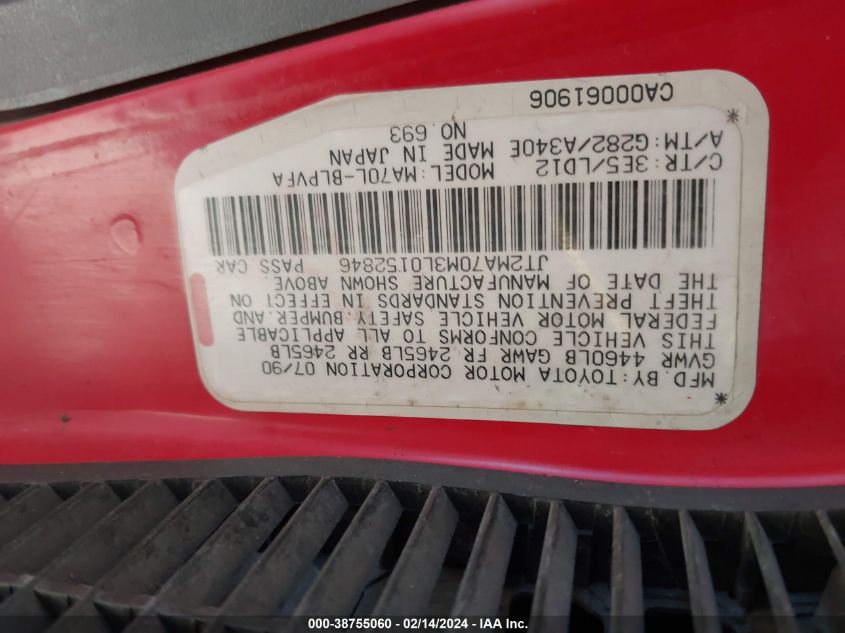 MFD.BY:TOYOTA MOTOR CORPORATION 07/90
GVWR 4460LB GAWR FR 2465LB RR 2465LB
THIS VEHICLE CONFORMS TO ALL APPLICABLE
FEDERAL MOTOR VEHICLE SAFETY BUMPER AND
THEFT PREVENTION STANDARDS IN EFFECT ON
THE DATE OF MANUFACTURE SHOWN ABOVE.
JT2MA70M3L0152846 PASS.CAR
C/TR:3E5/LD12 MODEL:MA70L-BLPVFA
A/TM:G282/A340E MADE IN JAPAN
NO.693
CA00061906
000-38755060 - 02/14/2024 - IAA Inc.